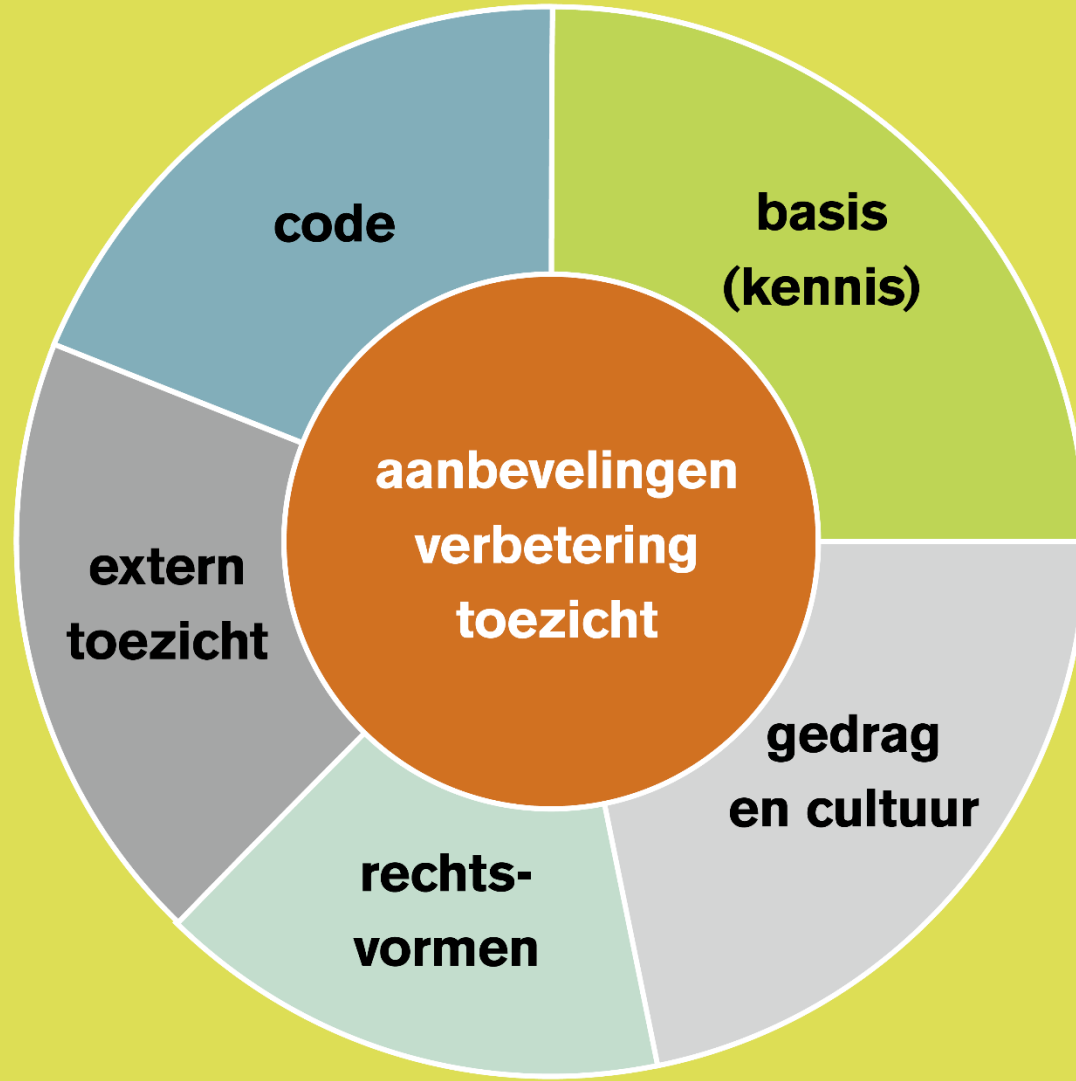 code
basis
(kennis)
aanbevelingen
verbetering
toezicht
extern
toezicht
gedrag
en cultuur
rechts-
vormen